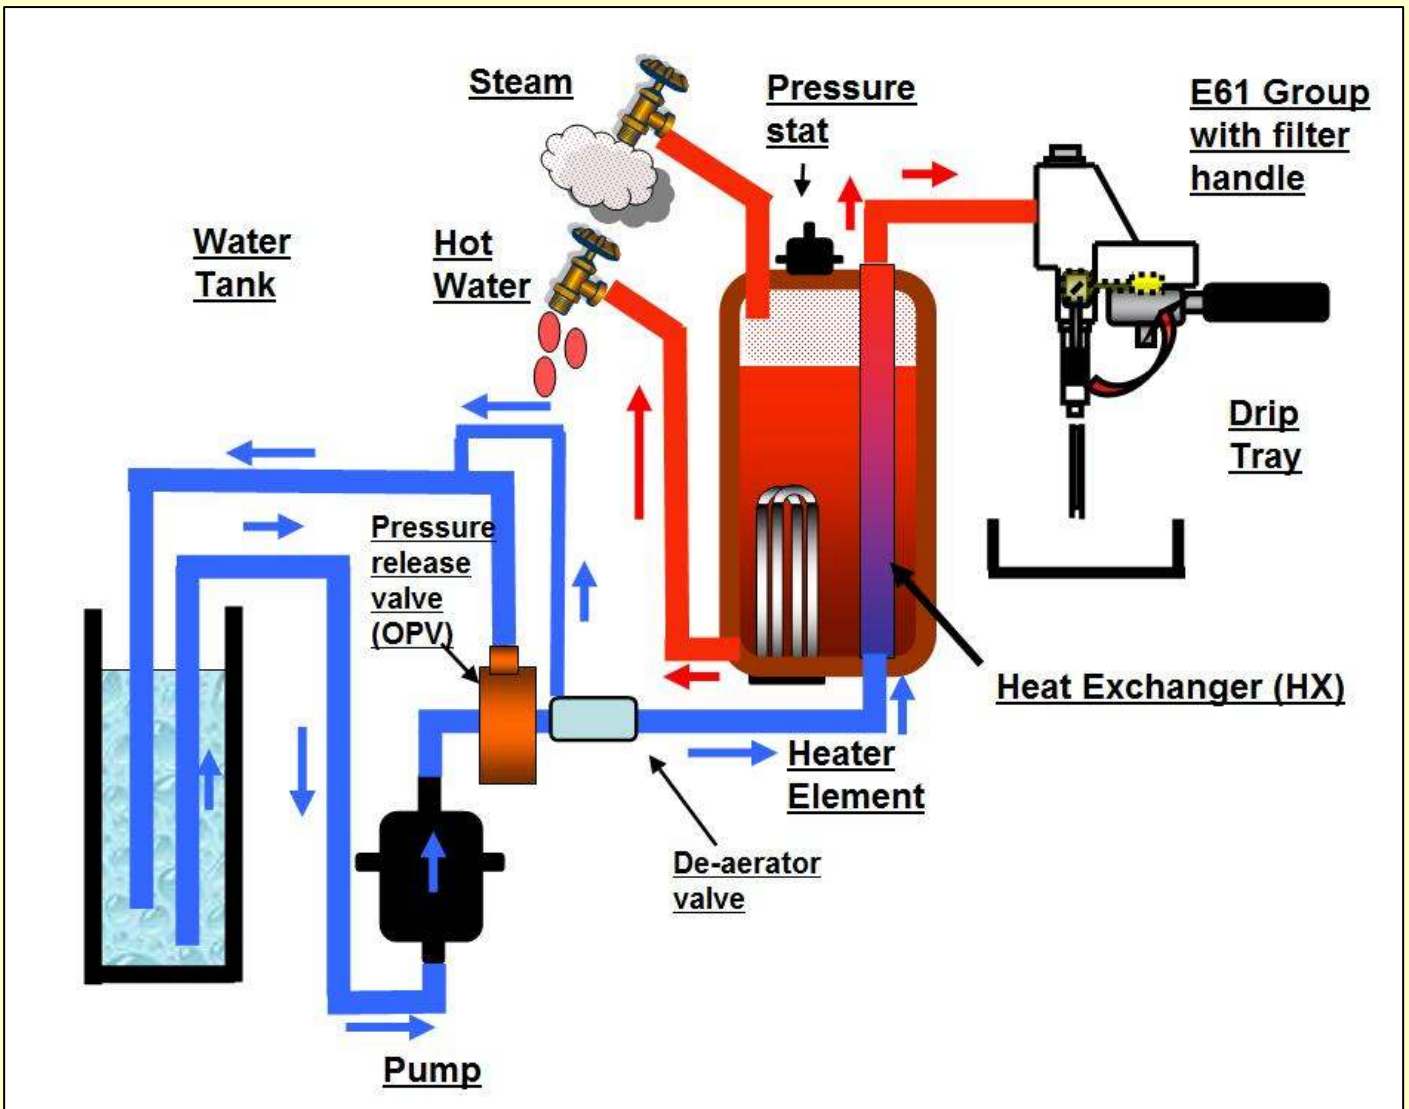 Steam
Pressure
stat
E61 Group
with filter
handle
Water
Tank
Hot
Water
Drip
Tray
Pressure
release
valve
(OPV)
Heat Exchanger (HX)
Heater
Element
De-aerator
valve
Pump